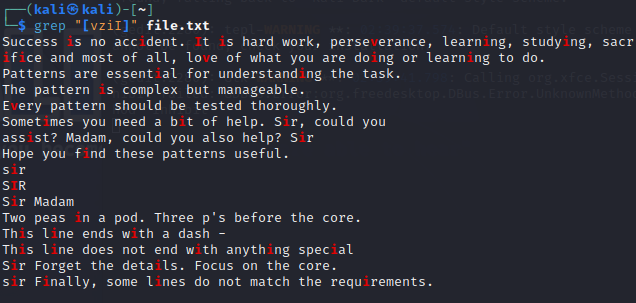 ┌──(kali㉿kali)-[~]
└─$ grep "[vziI]" file.txt
Success is no accident. It is hard work, perseverance, learning, studying, sacr
ifice and most of all, love of what you are doing or learning to do.
Patterns are essential for understanding the task.
The pattern is complex but manageable.
Every pattern should be tested thoroughly.
Sometimes you need a bit of help. Sir, could you
assist? Madam, could you also help? Sir
Hope you find these patterns useful.
sir
SIR
Sir Madam
Two peas in a pod. Three p's before the core.
This line ends with a dash -
This line does not end with anything special
Sir Forget the details. Focus on the core.
sir Finally, some lines do not match the requirements.